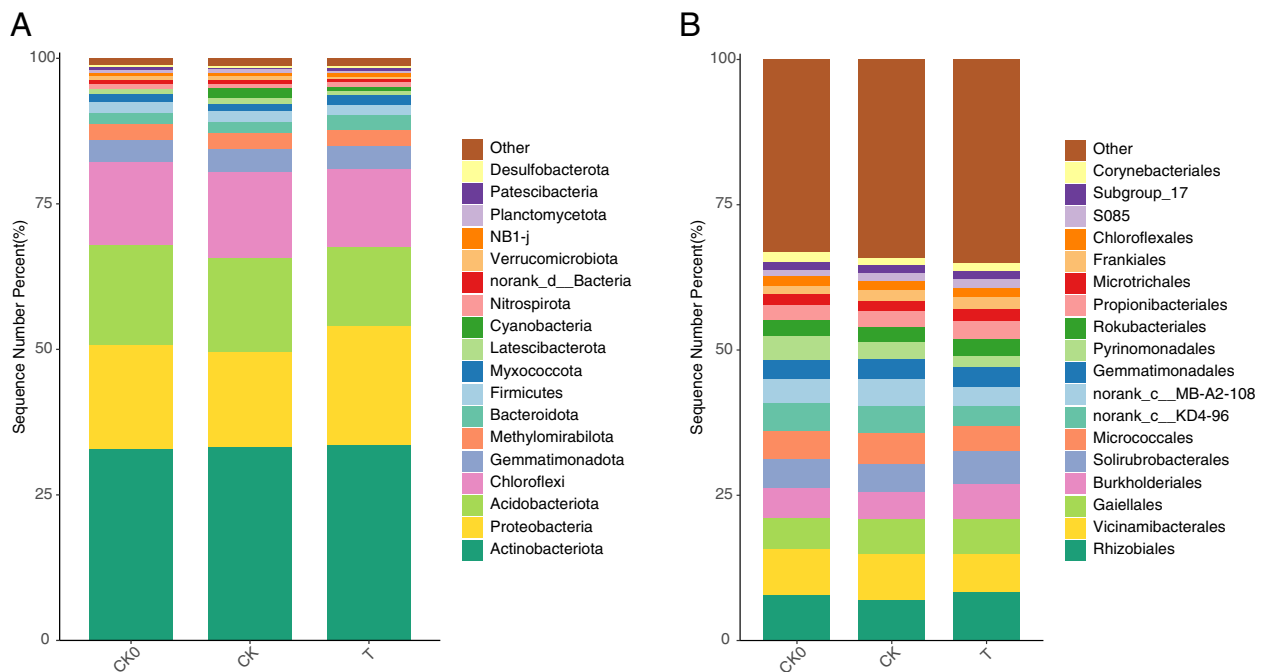 A
Sequence Number Percent(%)
100
75
50
25
0
CK0
CK
T
Other
Desulfobacterota
Patescibacteria
Planctomycetota
NB1-j
Verrucomicrobiota
norank_d__Bacteria
Nitrospirota
Cyanobacteria
Latescibacterota
Myxococcota
Firmicutes
Bacteroidota
Methylomirabilota
Gemmatimonadota
Chloroflexi
Acidobacteriota
Proteobacteria
Actinobacteriota
B
Sequence Number Percent(%)
100
75
50
25
0
CK0
CK
T
Other
Corynebacteriales
Subgroup_17
S085
Chloroflexales
Frankiales
Microtrichales
Propionibacteriales
Rokubacteriales
Pyrinomonadales
Gemmatimonadales
norank_c__MB-A2-108
norank_c__KD4-96
Micrococcales
Solirubrobacterales
Burkholderiales
Gaiellales
Vicinamibacterales
Rhizobiales